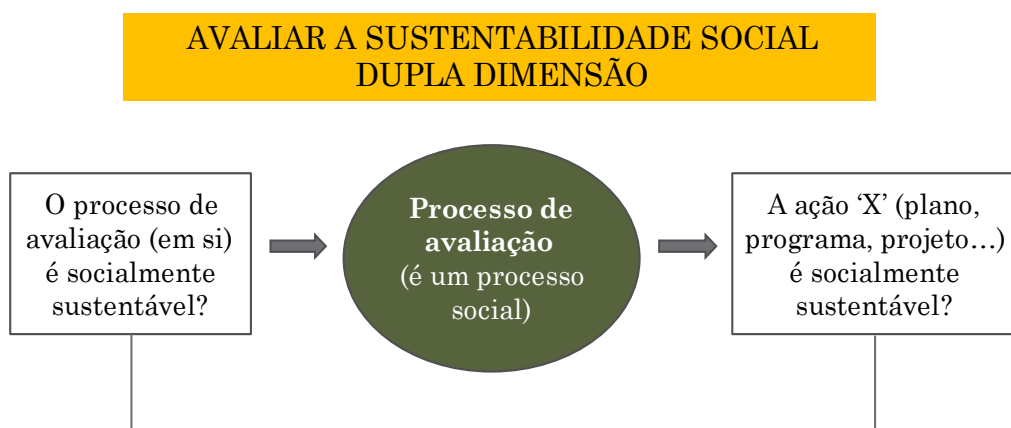 AVALIAR A SUSTENTABILIDADE SOCIAL
DUPLA DIMENSÃO
O processo de
avaliação (em si)
é socialmente
sustentável?
Processo de
avaliação
(é um processo
social)
A ação ‘X’ (plano,
programa, projeto…)
é socialmente
sustentável?